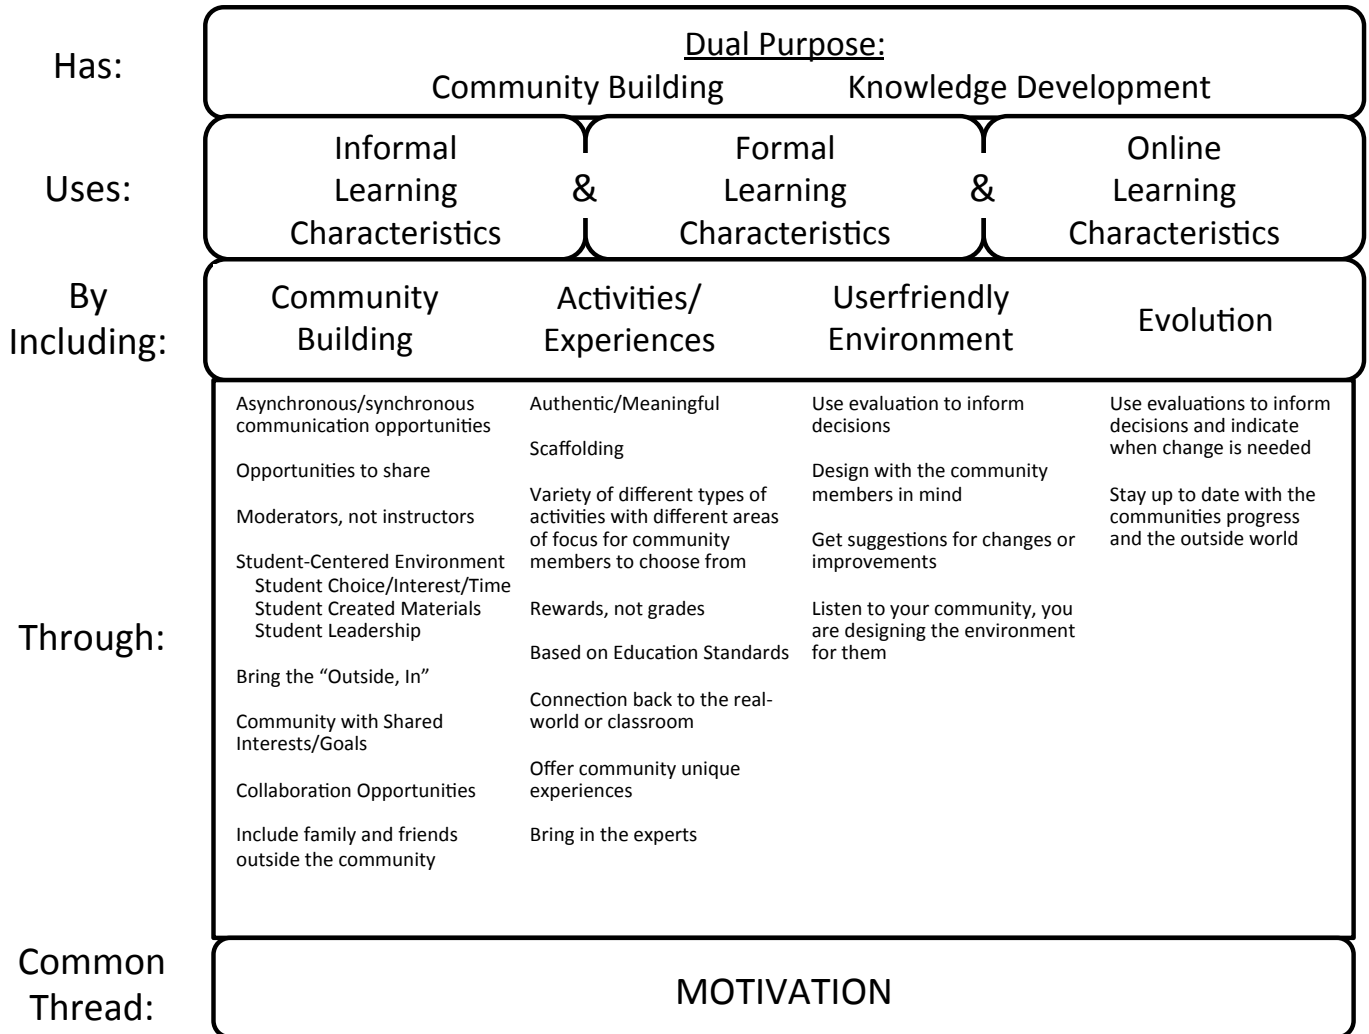 Has:
Dual Purpose:
Community Building
Knowledge Development
Uses:
Informal
Learning
Characteristics
&
Formal
Learning
Characteristics
&
Online
Learning
Characteristics
By
Including:
Community
Building
Activities/
Experiences
Userfriendly
Environment
Evolution
Through:
Asynchronous/synchronous
communication opportunities
Opportunities to share
Moderators, not instructors
Student-Centered Environment
Student Choice/Interest/Time
Student Created Materials
Student Leadership
Bring the “Outside, In”
Community with Shared
Interests/Goals
Collaboration Opportunities
Include family and friends
outside the community
Authentic/Meaningful
Scaffolding
Variety of different types of
activities with different areas
of focus for community
members to choose from
Rewards, not grades
Based on Education Standards
Connection back to the real-
world or classroom
Offer community unique
experiences
Bring in the experts
Use evaluation to inform
decisions
Design with the community
members in mind
Get suggestions for changes or
improvements
Listen to your community, you
are designing the environment
for them
Use evaluations to inform
decisions and indicate
when change is needed
Stay up to date with the
communities progress
and the outside world
Common
Thread:
MOTIVATION